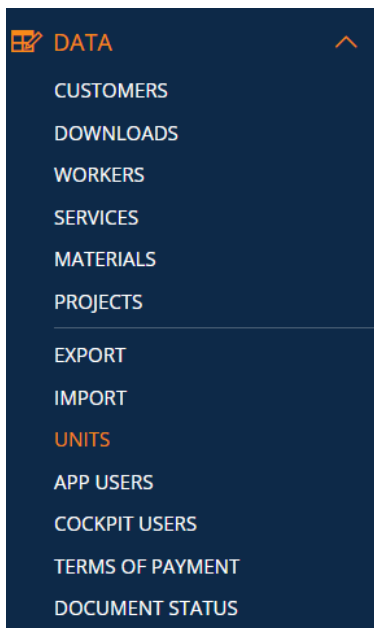 DATA
CUSTOMERS
DOWNLOADS
WORKERS
SERVICES
MATERIALS
PROJECTS
EXPORT
IMPORT
UNITS
APP USERS
COCKPIT USERS
TERMS OF PAYMENT
DOCUMENT STATUS